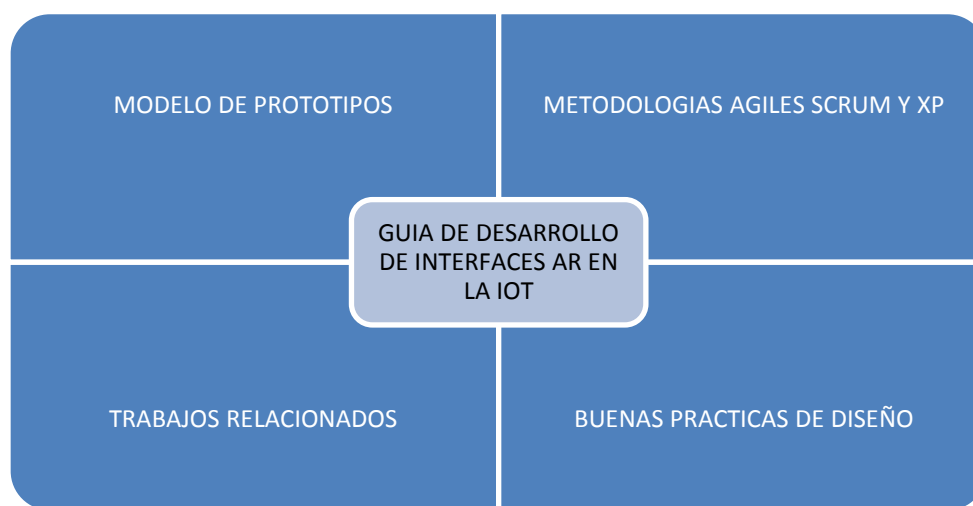 MODELO DE PROTOTIPOS
METODOLOGIAS AGILES SCRUM Y XP
GUIA DE DESARROLLO
DE INTERFACES AR EN
LA IOT
TRABAJOS RELACIONADOS
BUENAS PRACTICAS DE DISEÑO